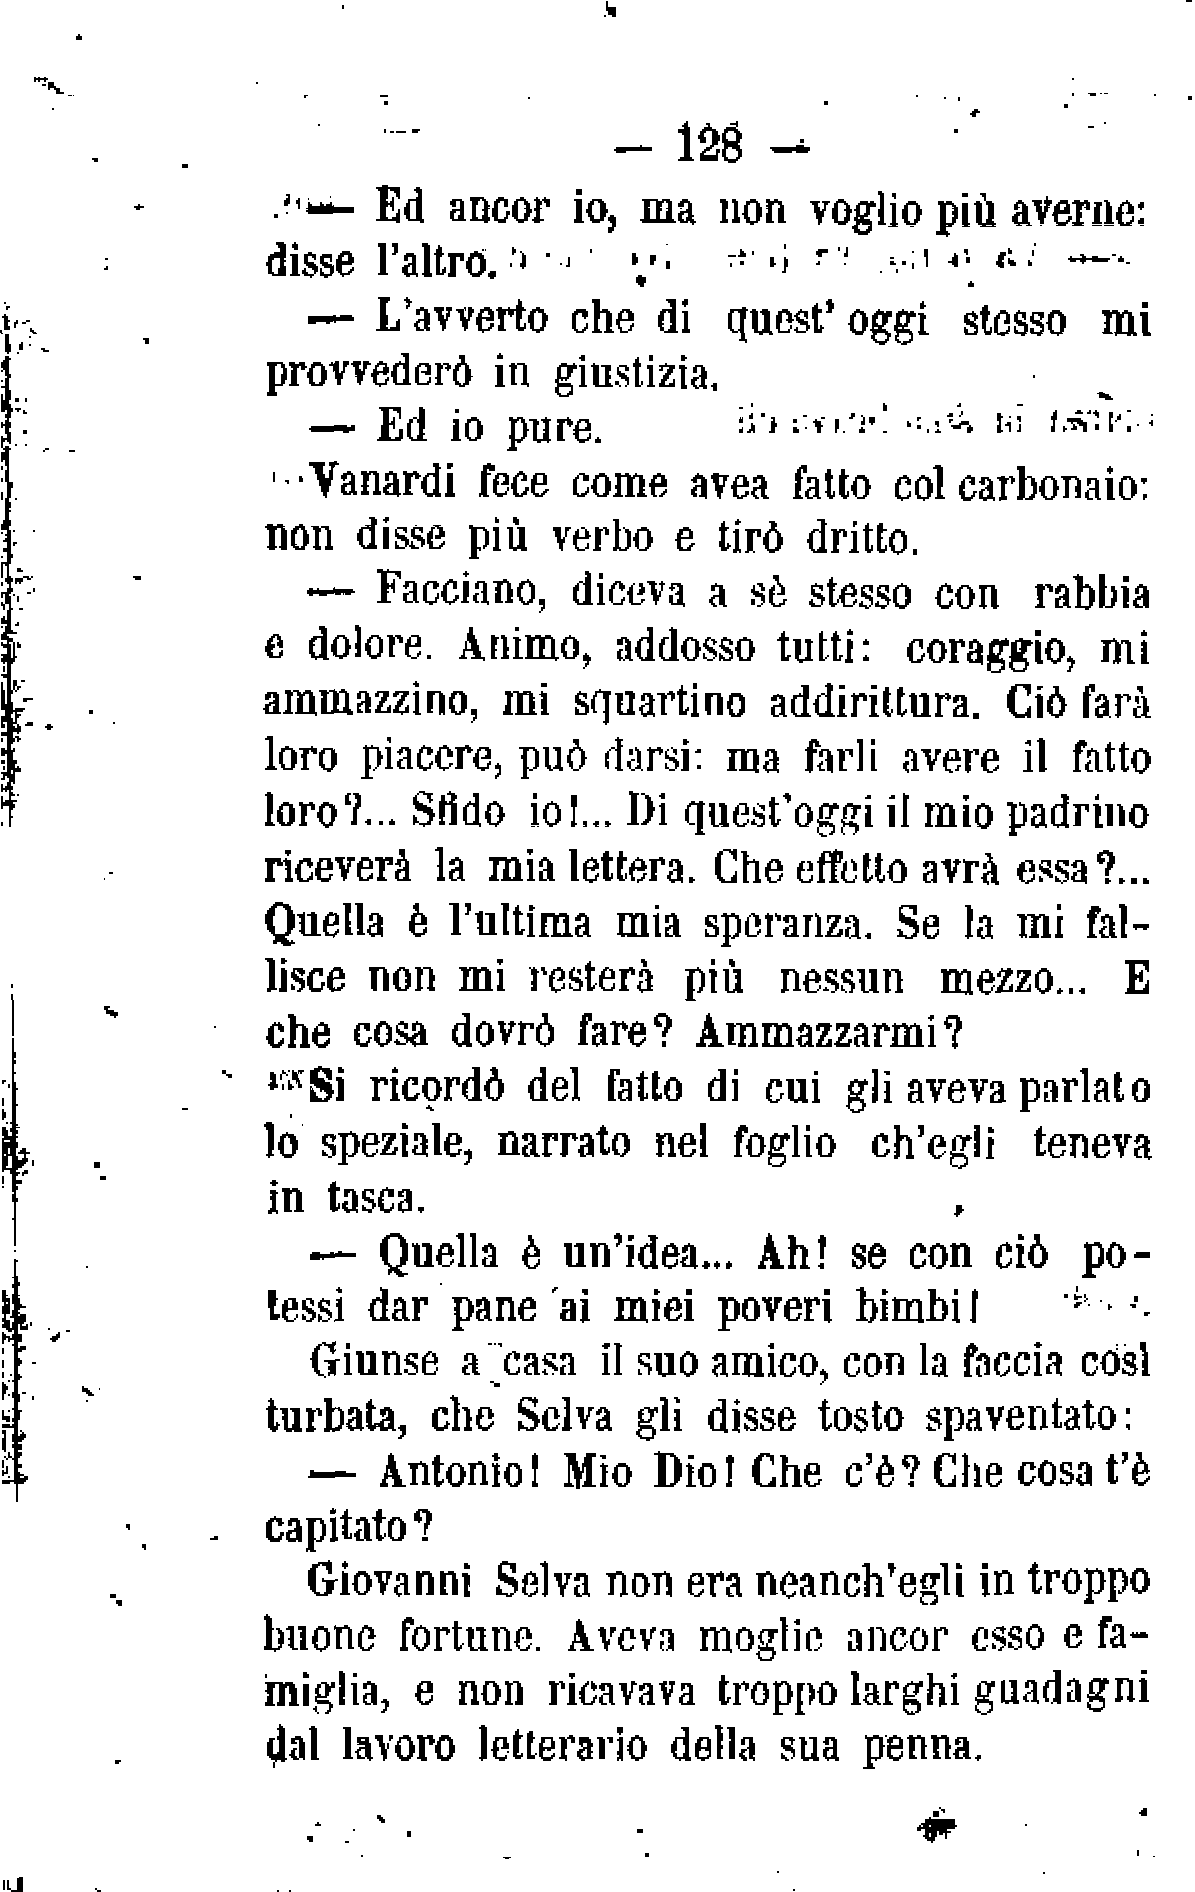 — 128 —
— Ed ancor io, ma non voglio più averne:
disse l'altro.
— L'avverto che di quest' oggi stesso mi
provvederò in giustizia.
— Ed io pure.
Vanardi fece come avea fatto col carbonaio:
non disse più verbo e tirò dritto.
— Facciano, diceva a sè stesso con rabbia
e dolore. Animo, addosso tutti: coraggio, mi
ammazzino, mi squartino addirittura. Ciò farà
loro piacere, può darsi: ma farli avere il fatto
loro?... Sfido io!... Di quest'oggi il mio padrino
riceverà la mia lettera. Che effetto avrà essa?...
Quella è l'ultima mia speranza. Se la mi fal-
lisce non mi resterà più nessun mezzo... E
che cosa dovrò fare? Ammazzarmi?
Si ricordò del fatto di cui gli aveva parlato
lo speziale, narrato nel foglio ch'egli teneva
in tasca.
— Quella è un'idea... Ah! se con ciò po-
tessi dar pane ai miei poveri bimbi!
Giunse a casa il suo amico, con la faccia così
turbata, che Selva gli disse tosto spaventato:
— Antonio! Mio Dio! Che c'è? Che cosa t'è
capitato?
Giovanni Selva non era neanch'egli in troppo
buone fortune. Aveva moglie ancor esso e fa-
miglia, e non ricavava troppo larghi guadagni
dal lavoro letterario della sua penna.